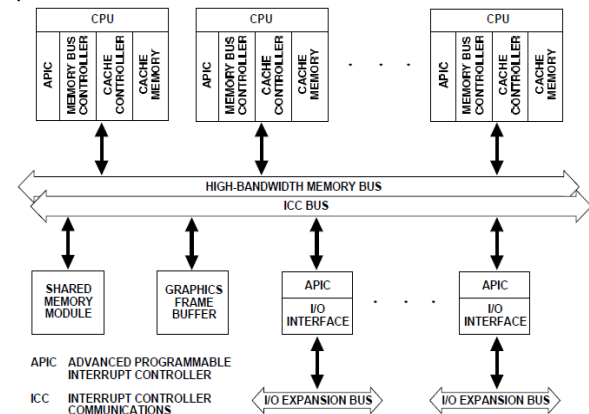 CPU
APIC
MEMORY BUS
CONTROLLER
CACHE
CONTROLLER
CACHE
MEMORY
CPU
APIC
MEMORY BUS
CONTROLLER
CACHE
CONTROLLER
CACHE
MEMORY
. . .
CPU
APIC
MEMORY BUS
CONTROLLER
CACHE
CONTROLLER
CACHE
MEMORY
HIGH-BANDWIDTH MEMORY BUS
ICC BUS
SHARED
MEMORY
MODULE
GRAPHICS
FRAME
BUFFER
APIC
I/O
INTERFACE
. . .
APIC
I/O
INTERFACE
APIC ADVANCED PROGRAMMABLE
INTERRUPT CONTROLLER
ICC INTERRUPT CONTROLLER
COMMUNICATIONS
I/O EXPANSION BUS
I/O EXPANSION BUS